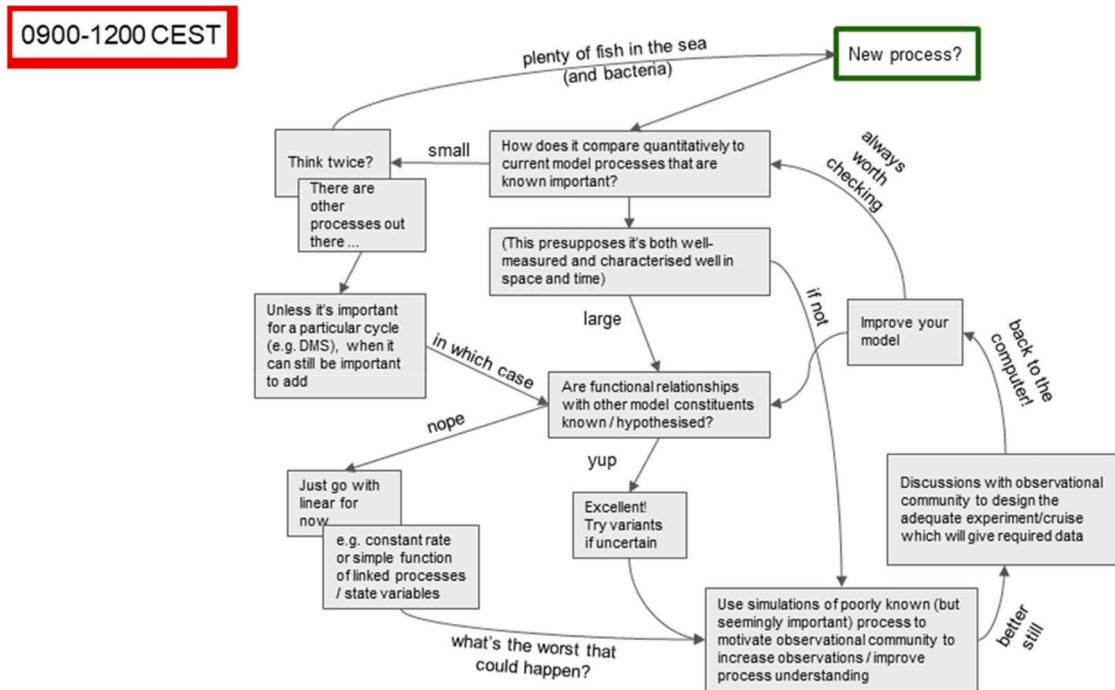 0900-1200 CEST
plenty of fish in the sea
(and bacteria)
New process?
Think twice?
small
How does it compare quantitatively to
current model processes that are
known important?
always
worth
checking
There are
other
processes out
there ...
(This presupposes it's both well-
measured and characterised well in
space and time)
Unless it's important
for a particular cycle
(e.g. DMS), when it
can still be important
to add
large
if not
Improve your
model
in which case
back to the
computer!
Are functional relationships
with other model constituents
known / hypothesised?
nope
yup
Just go with
linear for
now
e.g. constant rate
or simple function
of linked processes
/ state variables
Excellent!
Try variants
if uncertain
Discussions with observational
community to design the
adequate experiment/cruise
which will give required data
Use simulations of poorly known (but
seemingly important) process to
motivate observational community to
increase observations / improve
process understanding
better
still
what's the worst that
could happen?